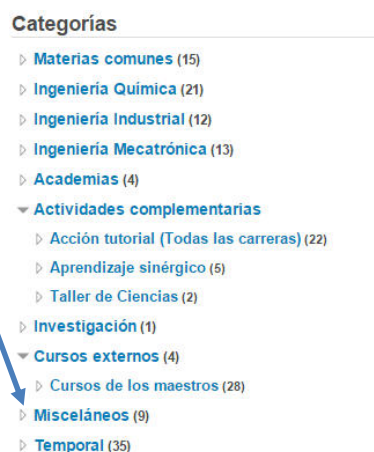 Categorías
Materias comunes (15)
Ingeniería Química (21)
Ingeniería Industrial (12)
Ingeniería Mecatrónica (13)
Academias (4)
Actividades complementarias
Acción tutorial (Todas las carreras) (22)
Aprendizaje sinérgico (5)
Taller de Ciencias (2)
Investigación (1)
Cursos externos (4)
Cursos de los maestros (28)
Misceláneos (9)
Temporal (35)